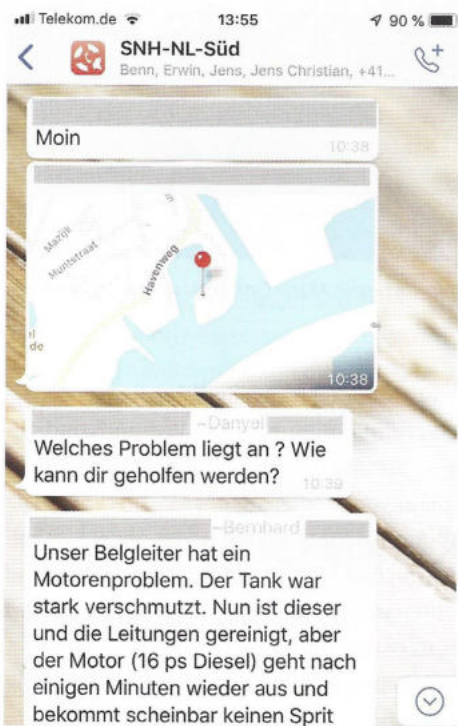 Telekom.de 13:55 90 %
SNH-NL-Süd
Benn, Erwin, Jens, Jens Christian, +41...
Moin
10:38
Muntstraat
Havenweg
10:38
~Danyel
Welches Problem liegt an ? Wie
kann dir geholfen werden?
10:39
~Bernhard
Unser Belgleiter hat ein
Motorenproblem. Der Tank war
stark verschmutzt. Nun ist dieser
und die Leitungen gereinigt, aber
der Motor (16 ps Diesel) geht nach
einigen Minuten wieder aus und
bekommt scheinbar keinen Sprit